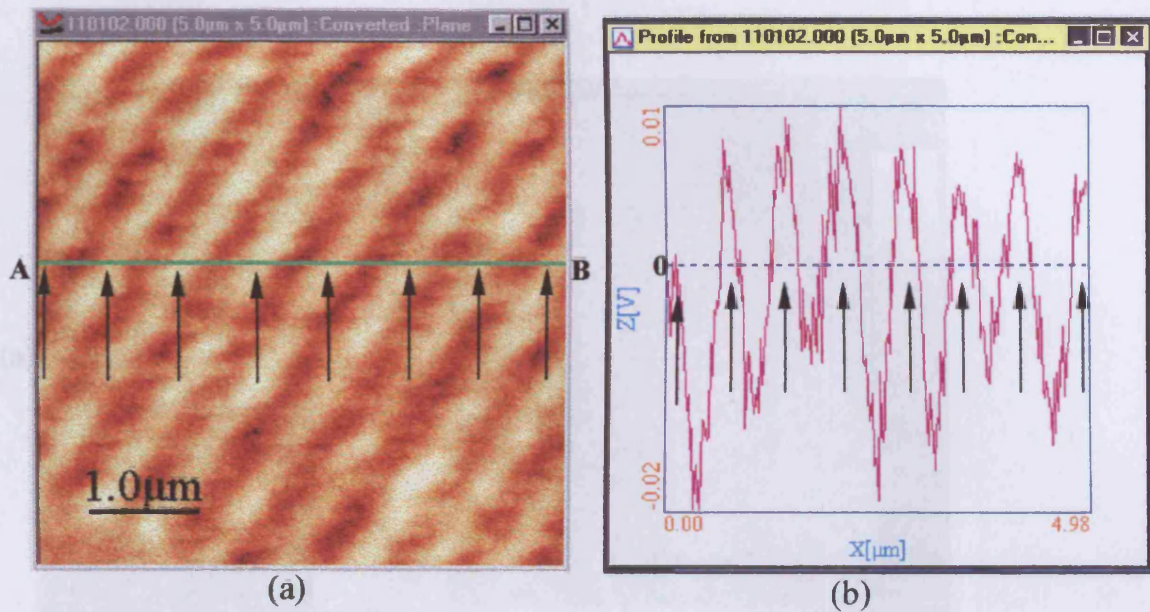 110102.000 (5.0µm x 5.0µm) :Converted :Plane
A
B
1.0µm
(a)
Profile from 110102.000 (5.0µm x 5.0µm) :Con...
0.01
0
Z[V]
-0.02
0.00
4.98
X[µm]
(b)